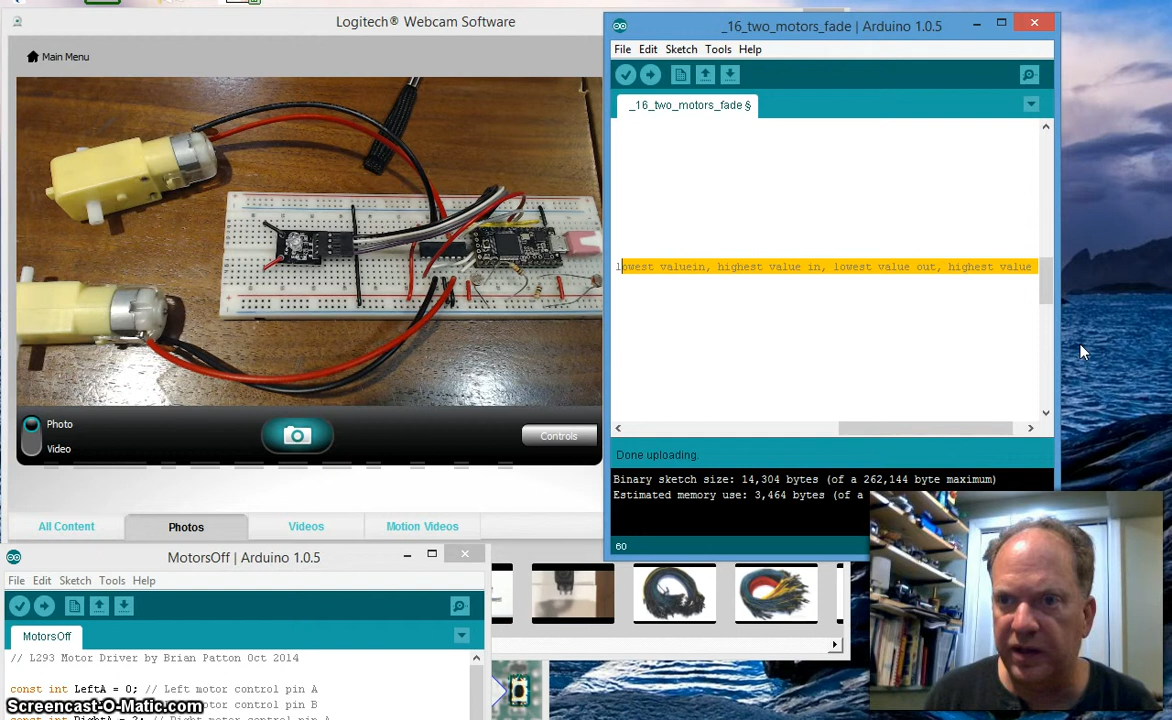 Logitech® Webcam Software
Main Menu
Photo
Video
Controls
All Content
Photos
Videos
Motion Videos
_16_two_motors_fade | Arduino 1.0.5
File Edit Sketch Tools Help
_16_two_motors_fade §
lowest valuein, highest value in, lowest value out, highest value
Done uploading.
Binary sketch size: 14,304 bytes (of a 262,144 byte maximum)
Estimated memory use: 3,464 bytes (of a
60
MotorsOff | Arduino 1.0.5
File Edit Sketch Tools Help
MotorsOff
// L293 Motor Driver by Brian Patton Oct 2014
const int LeftA = 0; // Left motor control pin A
motor control pin B
Screencast-O-Matic.com